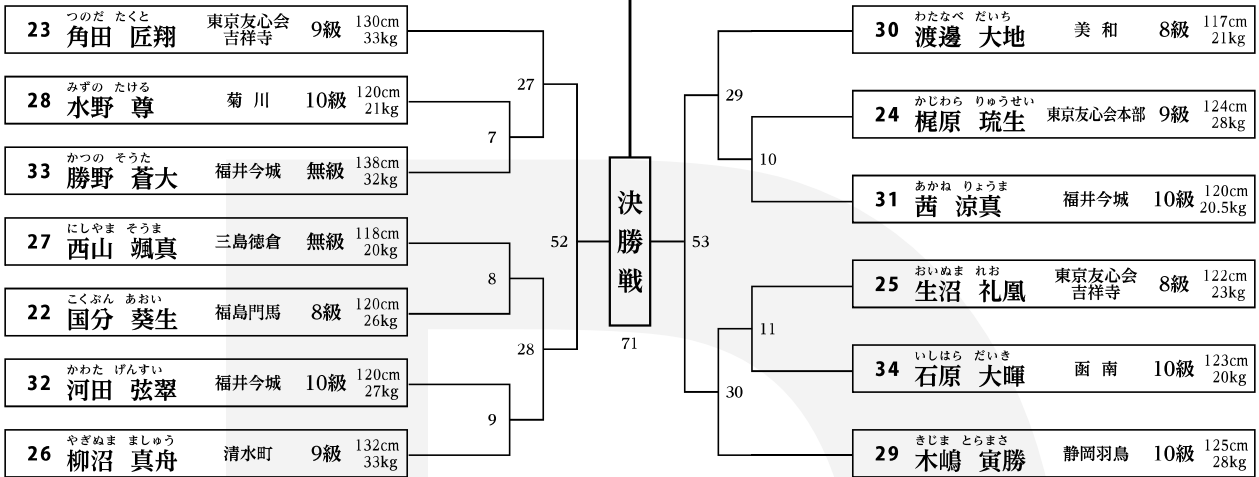 つのだ たくと
23 角田 匠翔 東京友心会 吉祥寺 9級 130cm 33kg
みずの たける
28 水野 尊 菊川 10級 120cm 21kg
かつの そうた
33 勝野 蒼大 福井今城 無級 138cm 32kg
にしやま そうま
27 西山 颯真 三島徳倉 無級 118cm 20kg
こくぶん あおい
22 国分 葵生 福島門馬 8級 120cm 26kg
かわた げんすい
32 河田 弦翠 福井今城 10級 120cm 27kg
やぎぬま ましゅう
26 柳沼 真舟 清水町 9級 132cm 33kg
27
7
8
28
9
52
決勝戦
71
53
29
10
11
30
わたなべ だいち
30 渡邊 大地 美和 8級 117cm 21kg
かじわら りゅうせい
24 梶原 琉生 東京友心会本部 9級 124cm 28kg
あかね りょうま
31 茜 涼真 福井今城 10級 120cm 20.5kg
おいぬま れお
25 生沼 礼凰 東京友心会 吉祥寺 8級 122cm 23kg
いしはら だいき
34 石原 大暉 函南 10級 123cm 20kg
きじま とらまさ
29 木嶋 寅勝 静岡羽鳥 10級 125cm 28kg